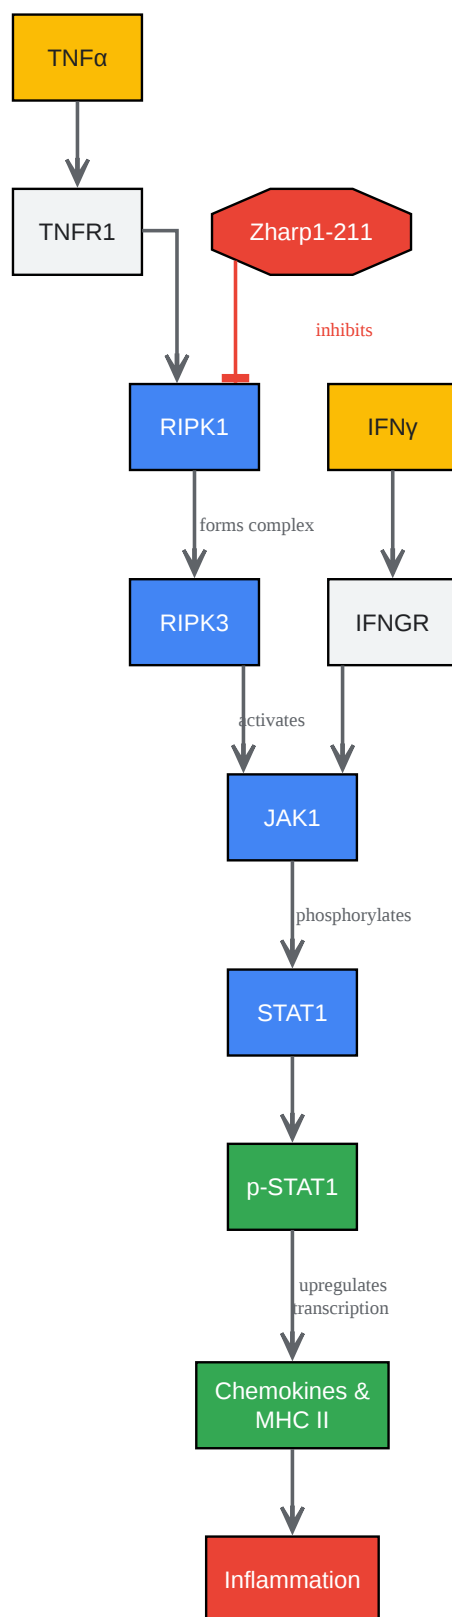 TNFα
TNFR1
Zharp1-211
inhibits
RIPK1
IFNγ
forms complex
RIPK3
IFNGR
activates
JAK1
phosphorylates
STAT1
p-STAT1
upregulates
transcription
Chemokines &
MHC II
Inflammation